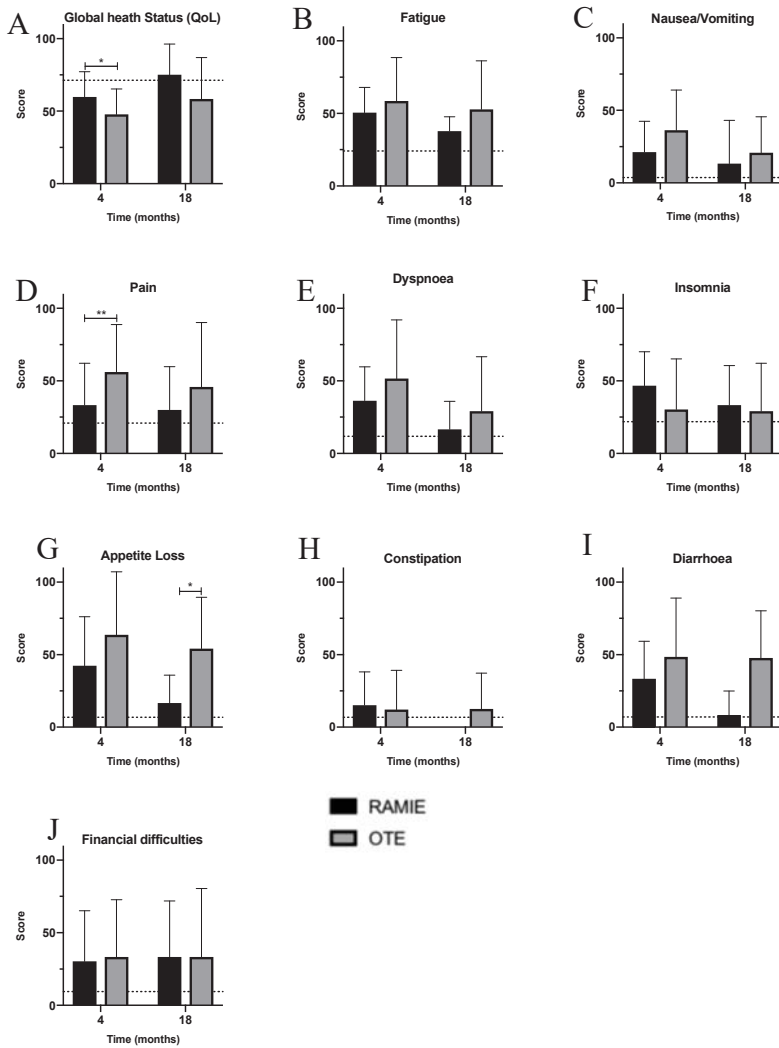 A
Global heath Status (QoL)
*
100
75
50
25
0
Score
4
18
Time (months)
B
Fatigue
100
50
0
Score
4
18
Time (months)
C
Nausea/Vomiting
100
50
0
Score
4
18
Time (months)
D
Pain
**
100
50
0
Score
4
18
Time (months)
E
Dyspnoea
100
50
0
Score
4
18
Time (months)
F
Insomnia
100
50
0
Score
4
18
Time (months)
G
Appetite Loss
*
100
50
0
Score
4
18
Time (months)
H
Constipation
100
50
0
Score
4
18
Time (months)
I
Diarrhoea
100
50
0
Score
4
18
Time (months)
J
Financial difficulties
100
50
0
Score
4
18
Time (months)
RAMIE
OTE